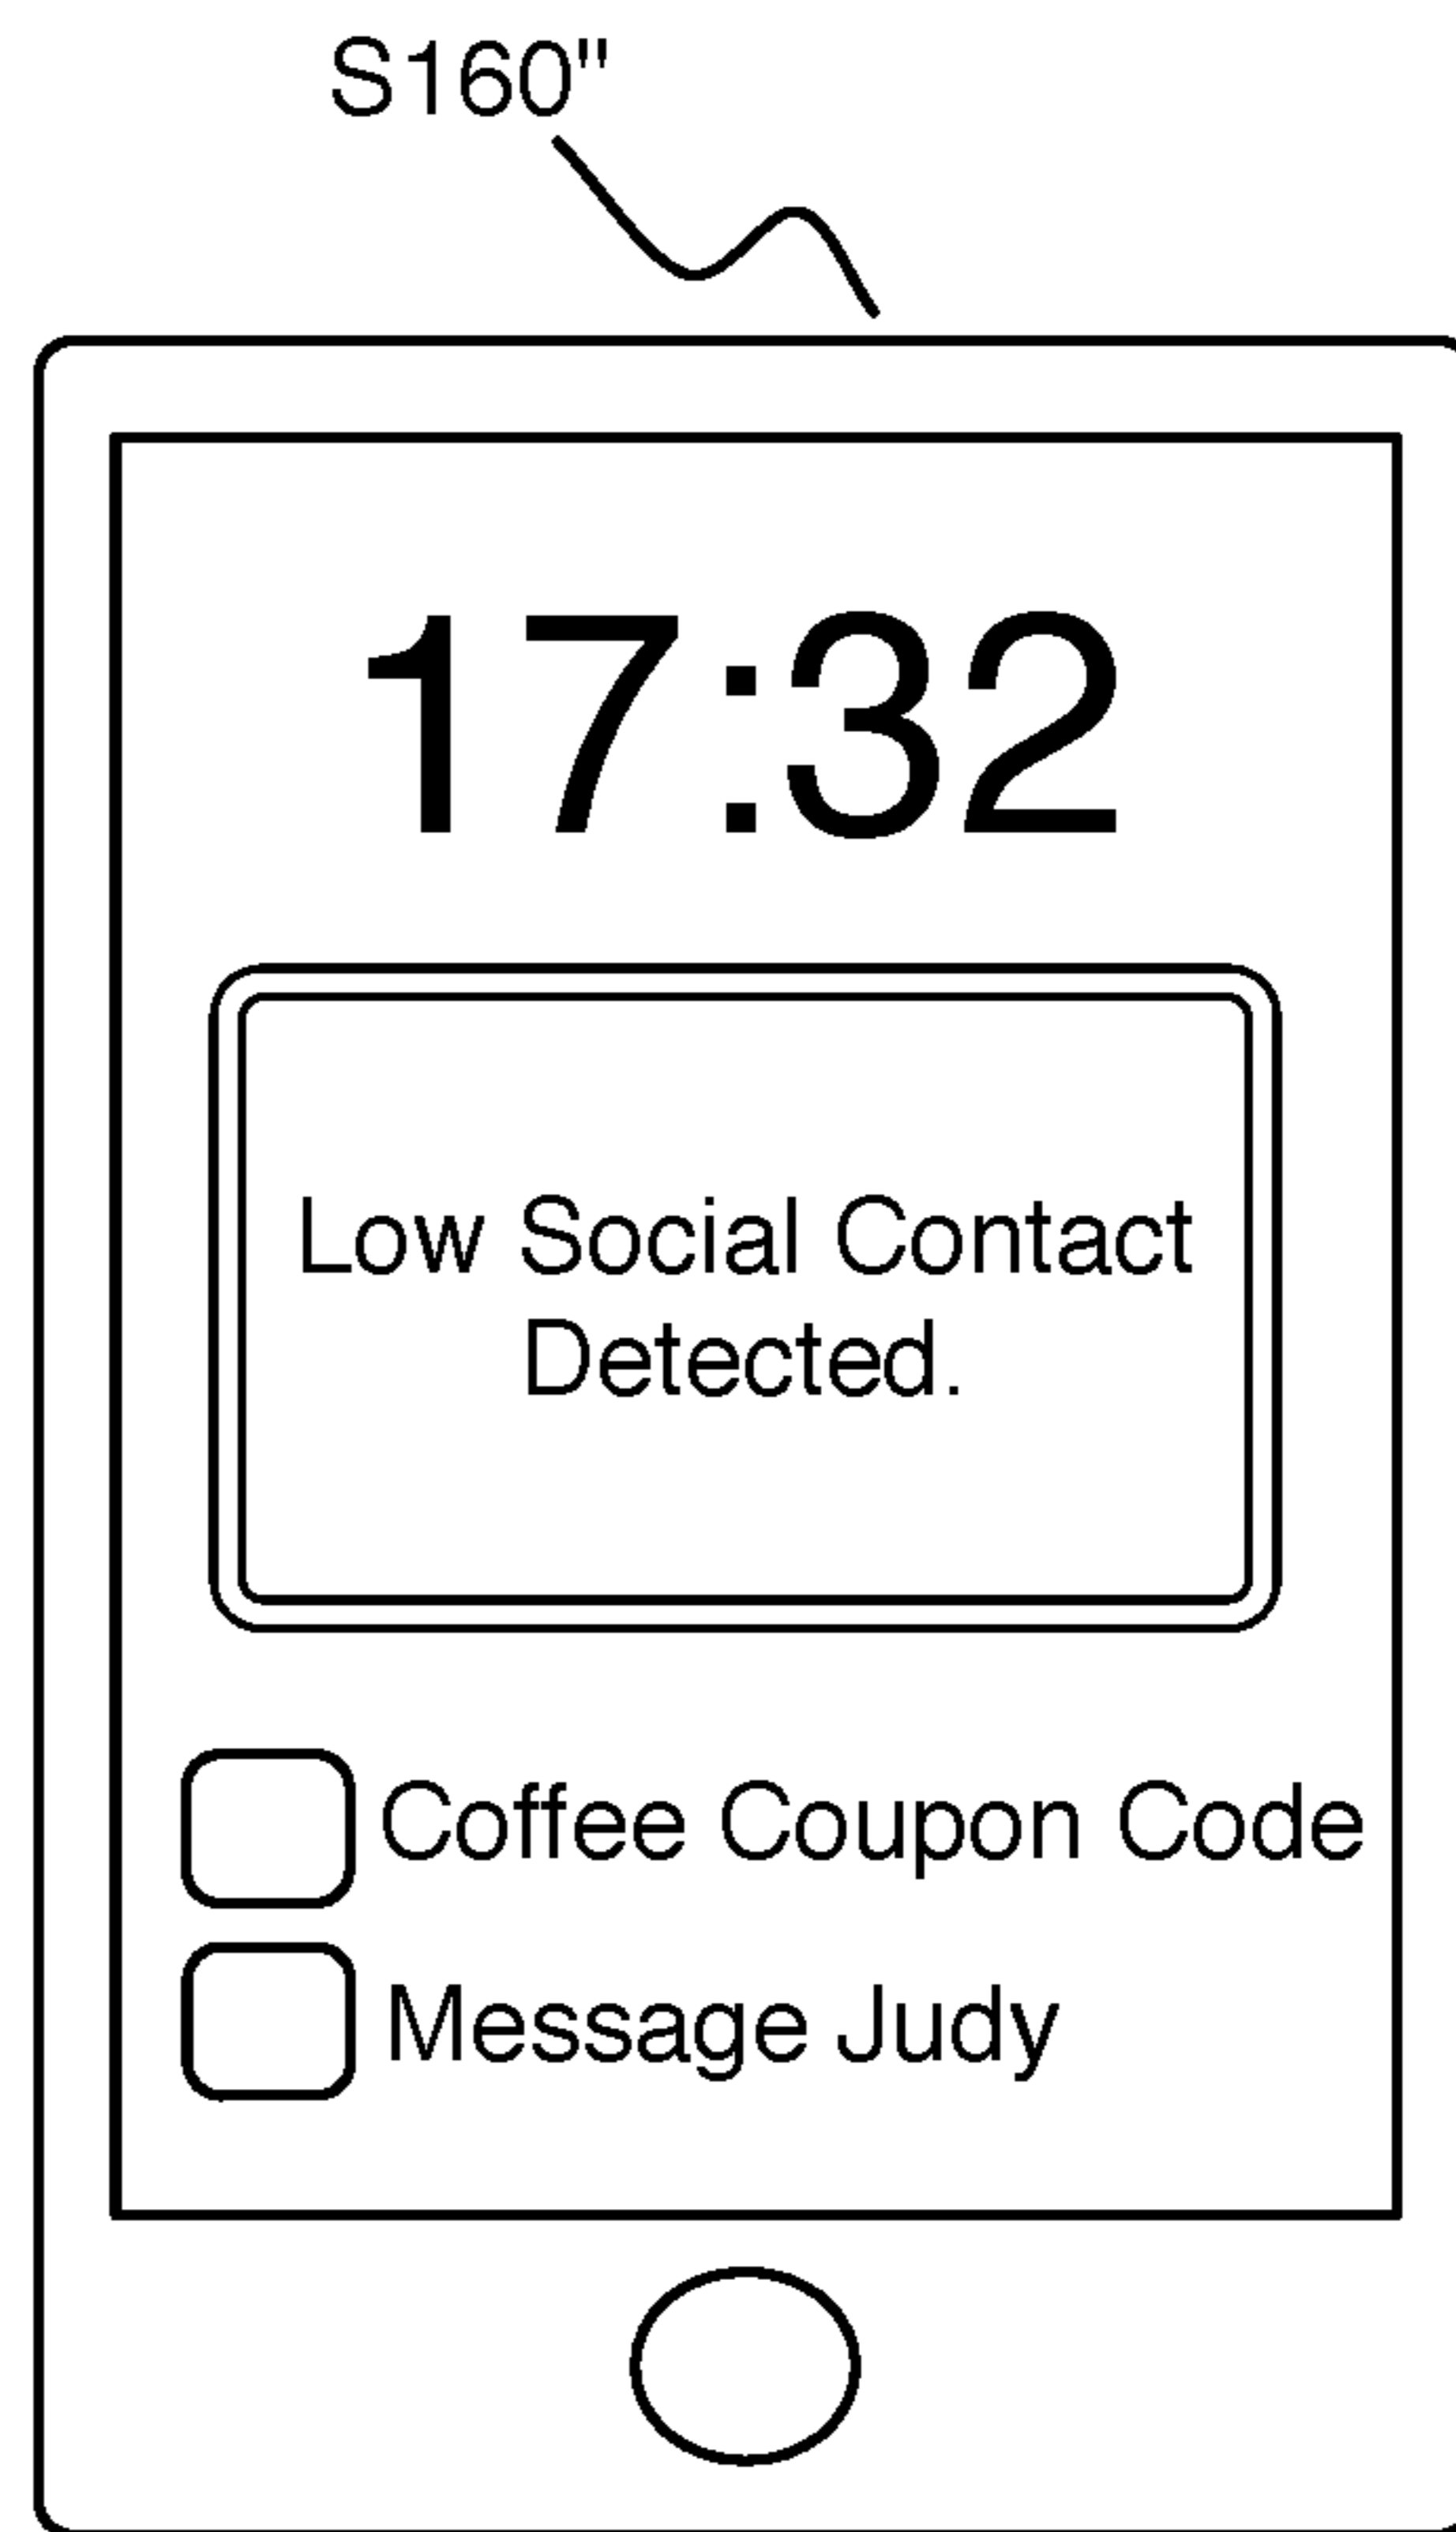 S160"
17:32
Low Social Contact
Detected.
Coffee Coupon Code
Message Judy